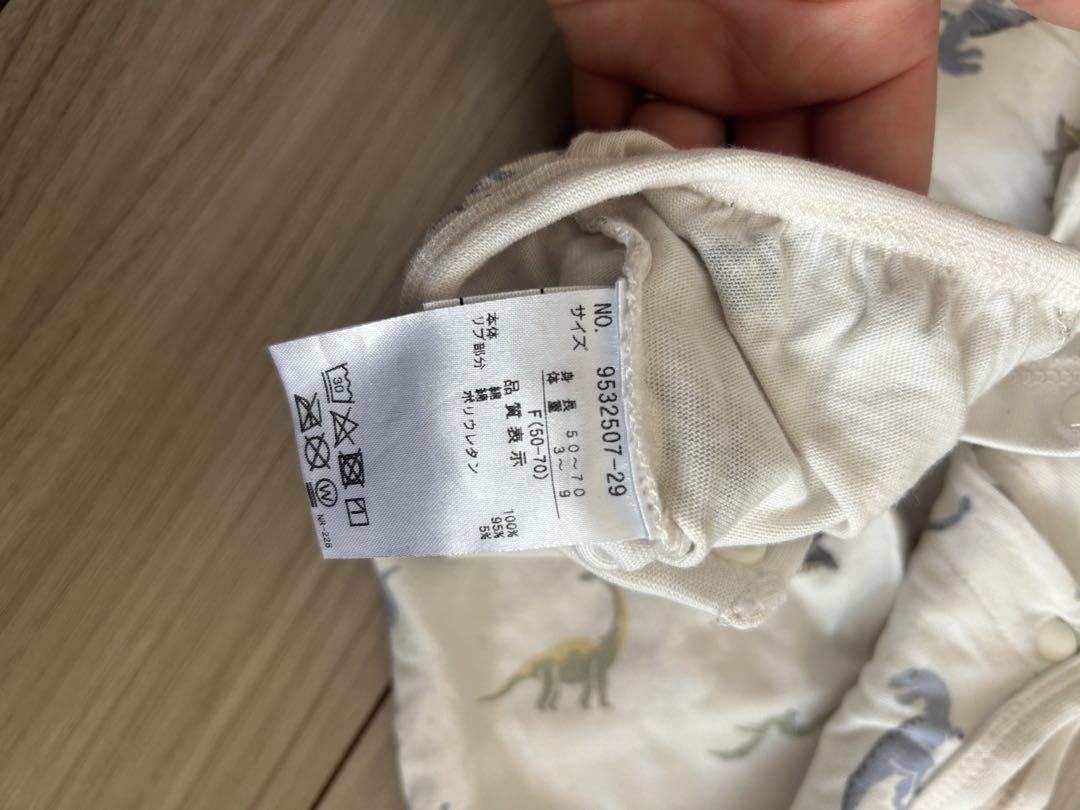 NO. 9532507-29
サイズ
身長 50~70
体重 3~ 9
F(50-70)
品質表示
本体 綿 100%
リブ部分 綿 95%
ポリウレタン 5%
30
W
NR-228